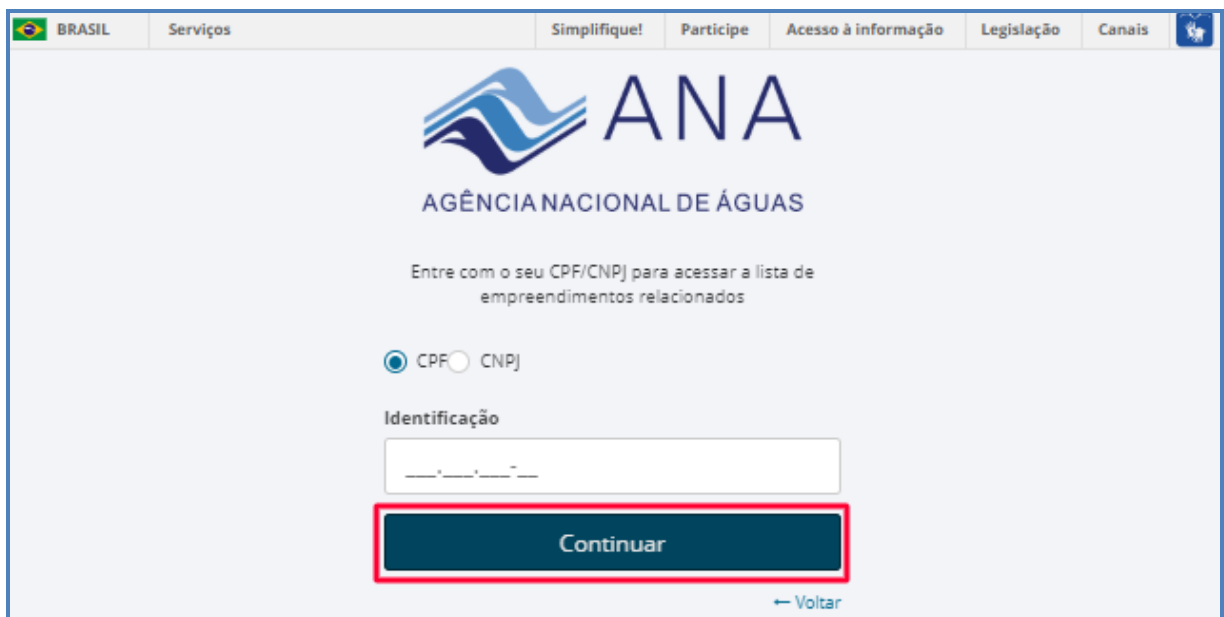 BRASIL Serviços Simplifique! Participe Acesso à informação Legislação Canais
ANA
AGÊNCIA NACIONAL DE ÁGUAS
Entre com o seu CPF/CNPJ para acessar a lista de
empreendimentos relacionados
CPF CNPJ
Identificação
___.___.___-__
Continuar
← Voltar